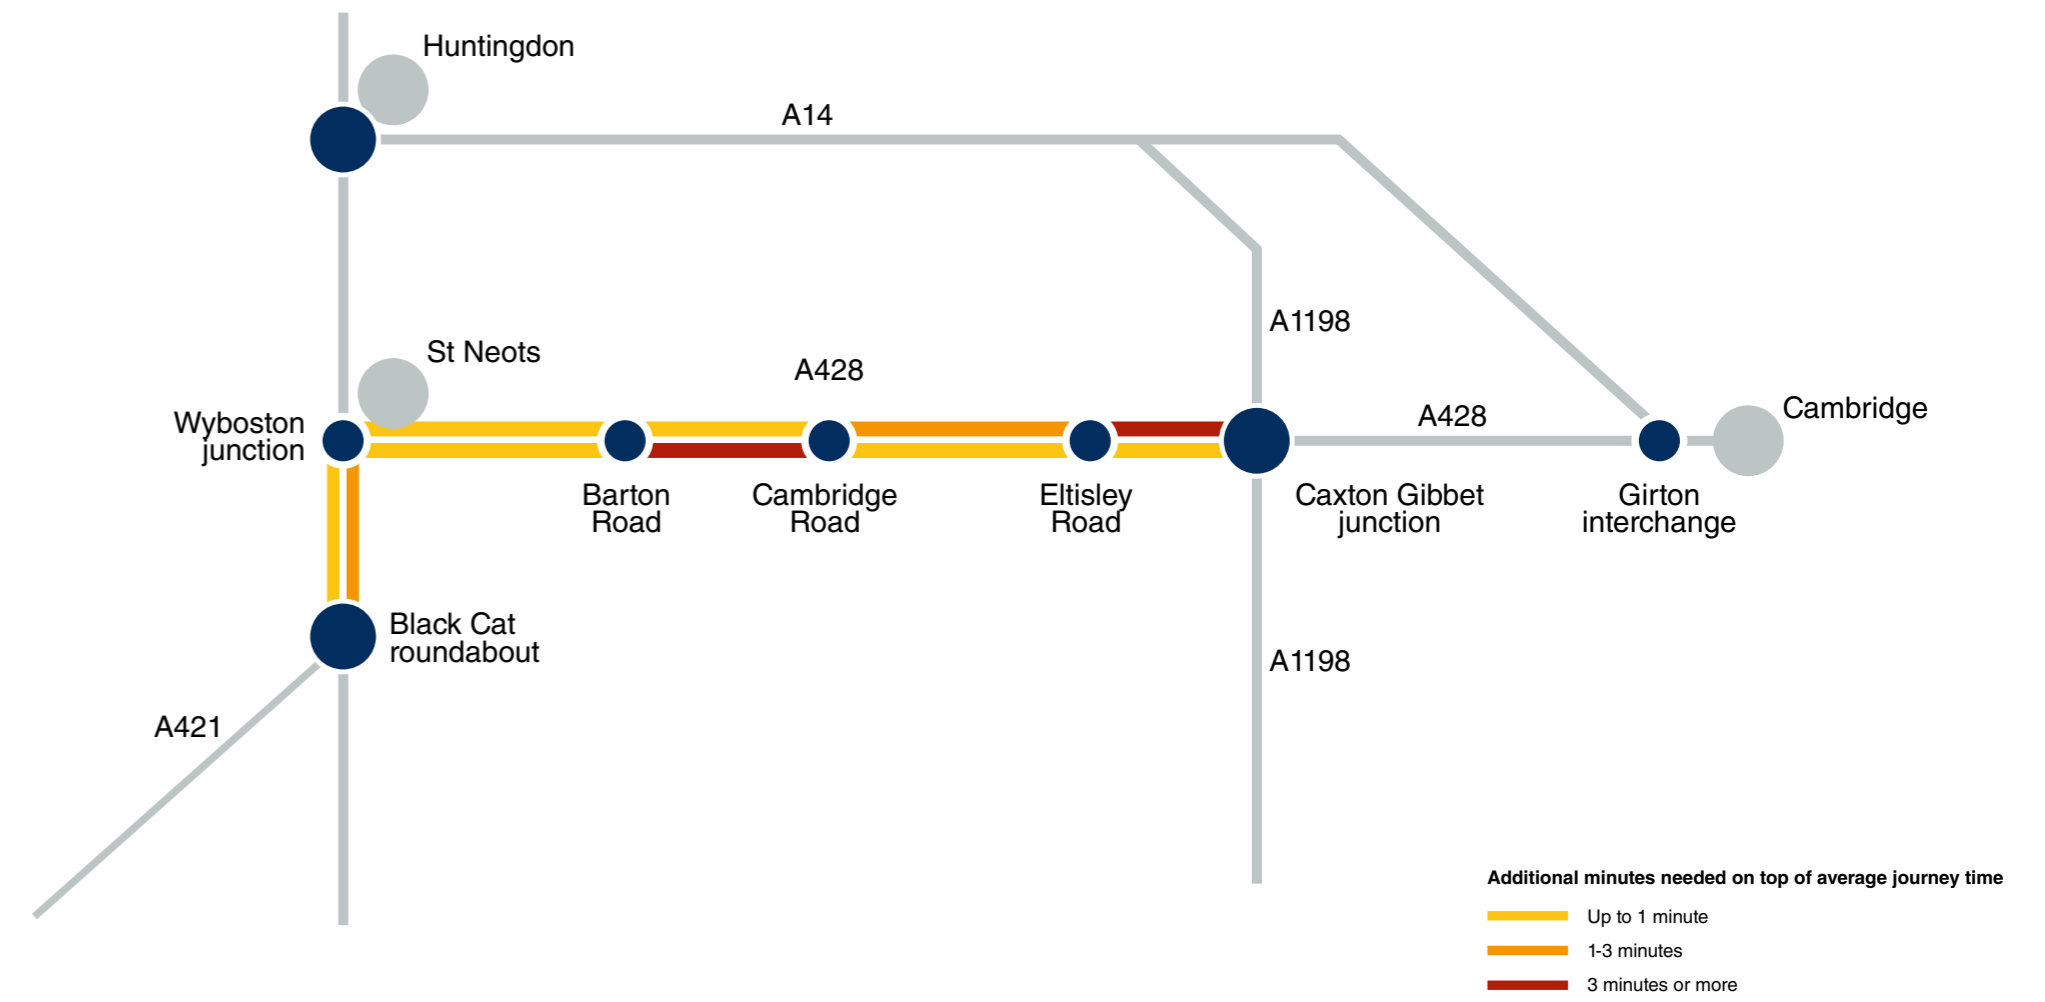 Huntingdon
A14
A1198
St Neots
A428
Wyboston
junction
A428
Cambridge
Barton
Road
Cambridge
Road
Eltisley
Road
Caxton Gibbet
junction
Girton
interchange
Black Cat
roundabout
A1198
A421
Additional minutes needed on top of average journey time
Up to 1 minute
1-3 minutes
3 minutes or more